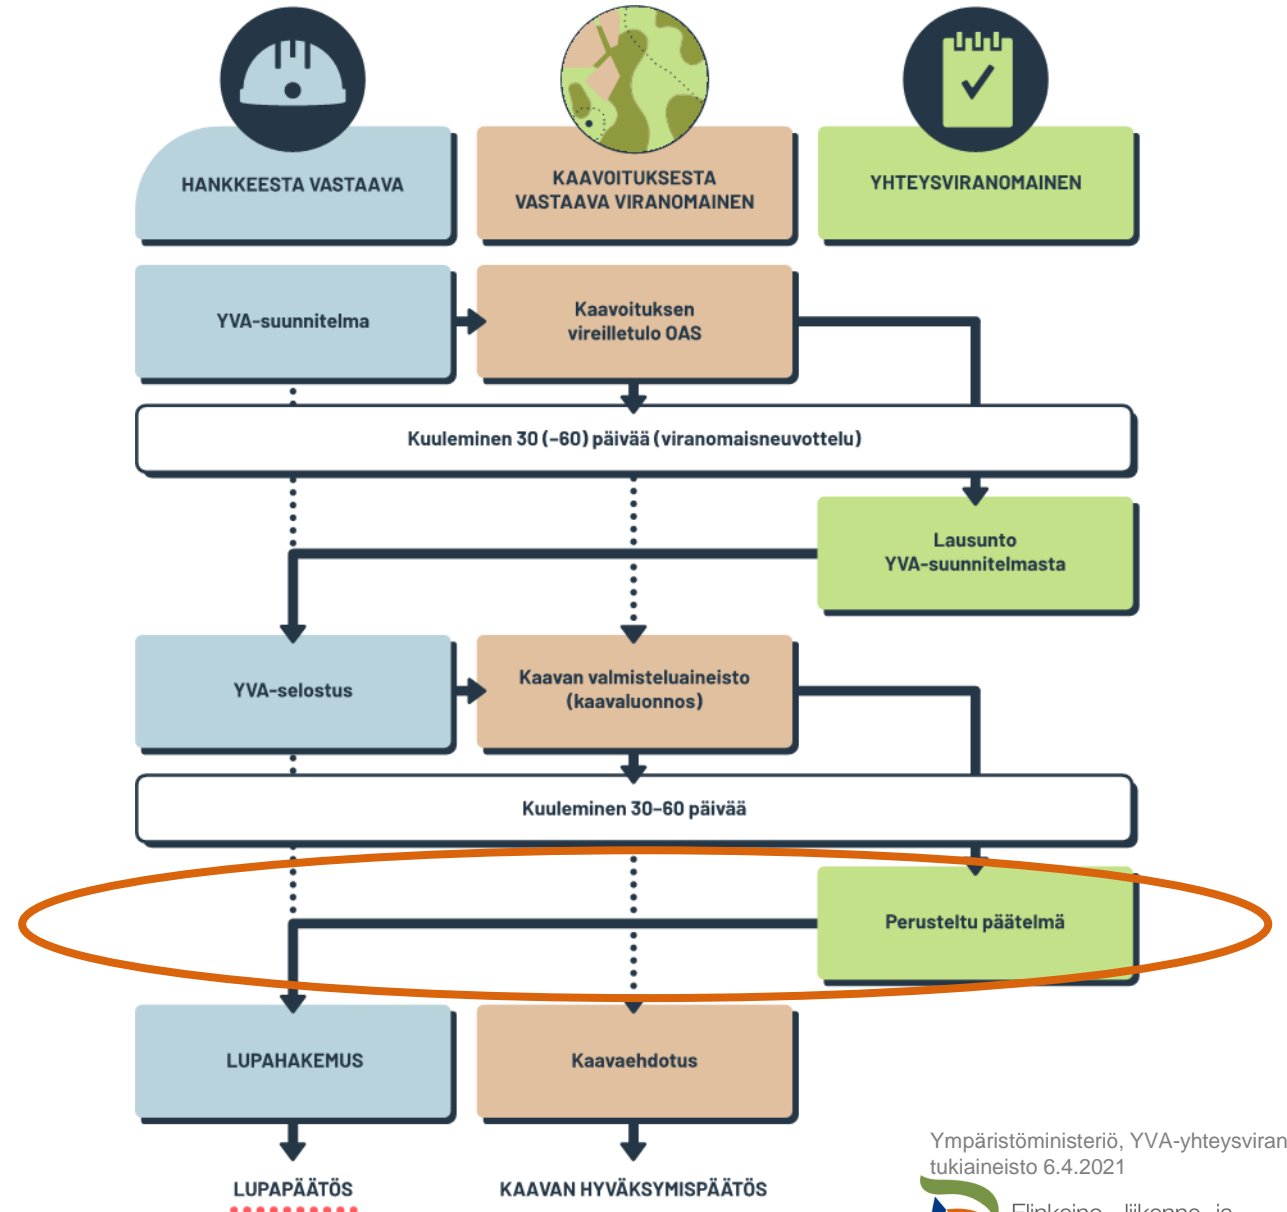 HANKKEESTA VASTAAVA
KAAVOITUKSESTA
VASTAAVA VIRANOMAINEN
YHTEYSVIRANOMAINEN
YVA-suunnitelma
Kaavoituksen
vireilletulo OAS
Kuuleminen 30 (–60) päivää (viranomaisneuvottelu)
Lausunto
YVA-suunnitelmasta
YVA-selostus
Kaavan valmisteluaineisto
(kaavaluonnos)
Kuuleminen 30–60 päivää
Perusteltu päätelmä
LUPAHAKEMUS
Kaavaehdotus
LUPAPÄÄTÖS
KAAVAN HYVÄKSYMISPÄÄTÖS
Ympäristöministeriö, YVA-yhteysviran
tukiaineisto 6.4.2021